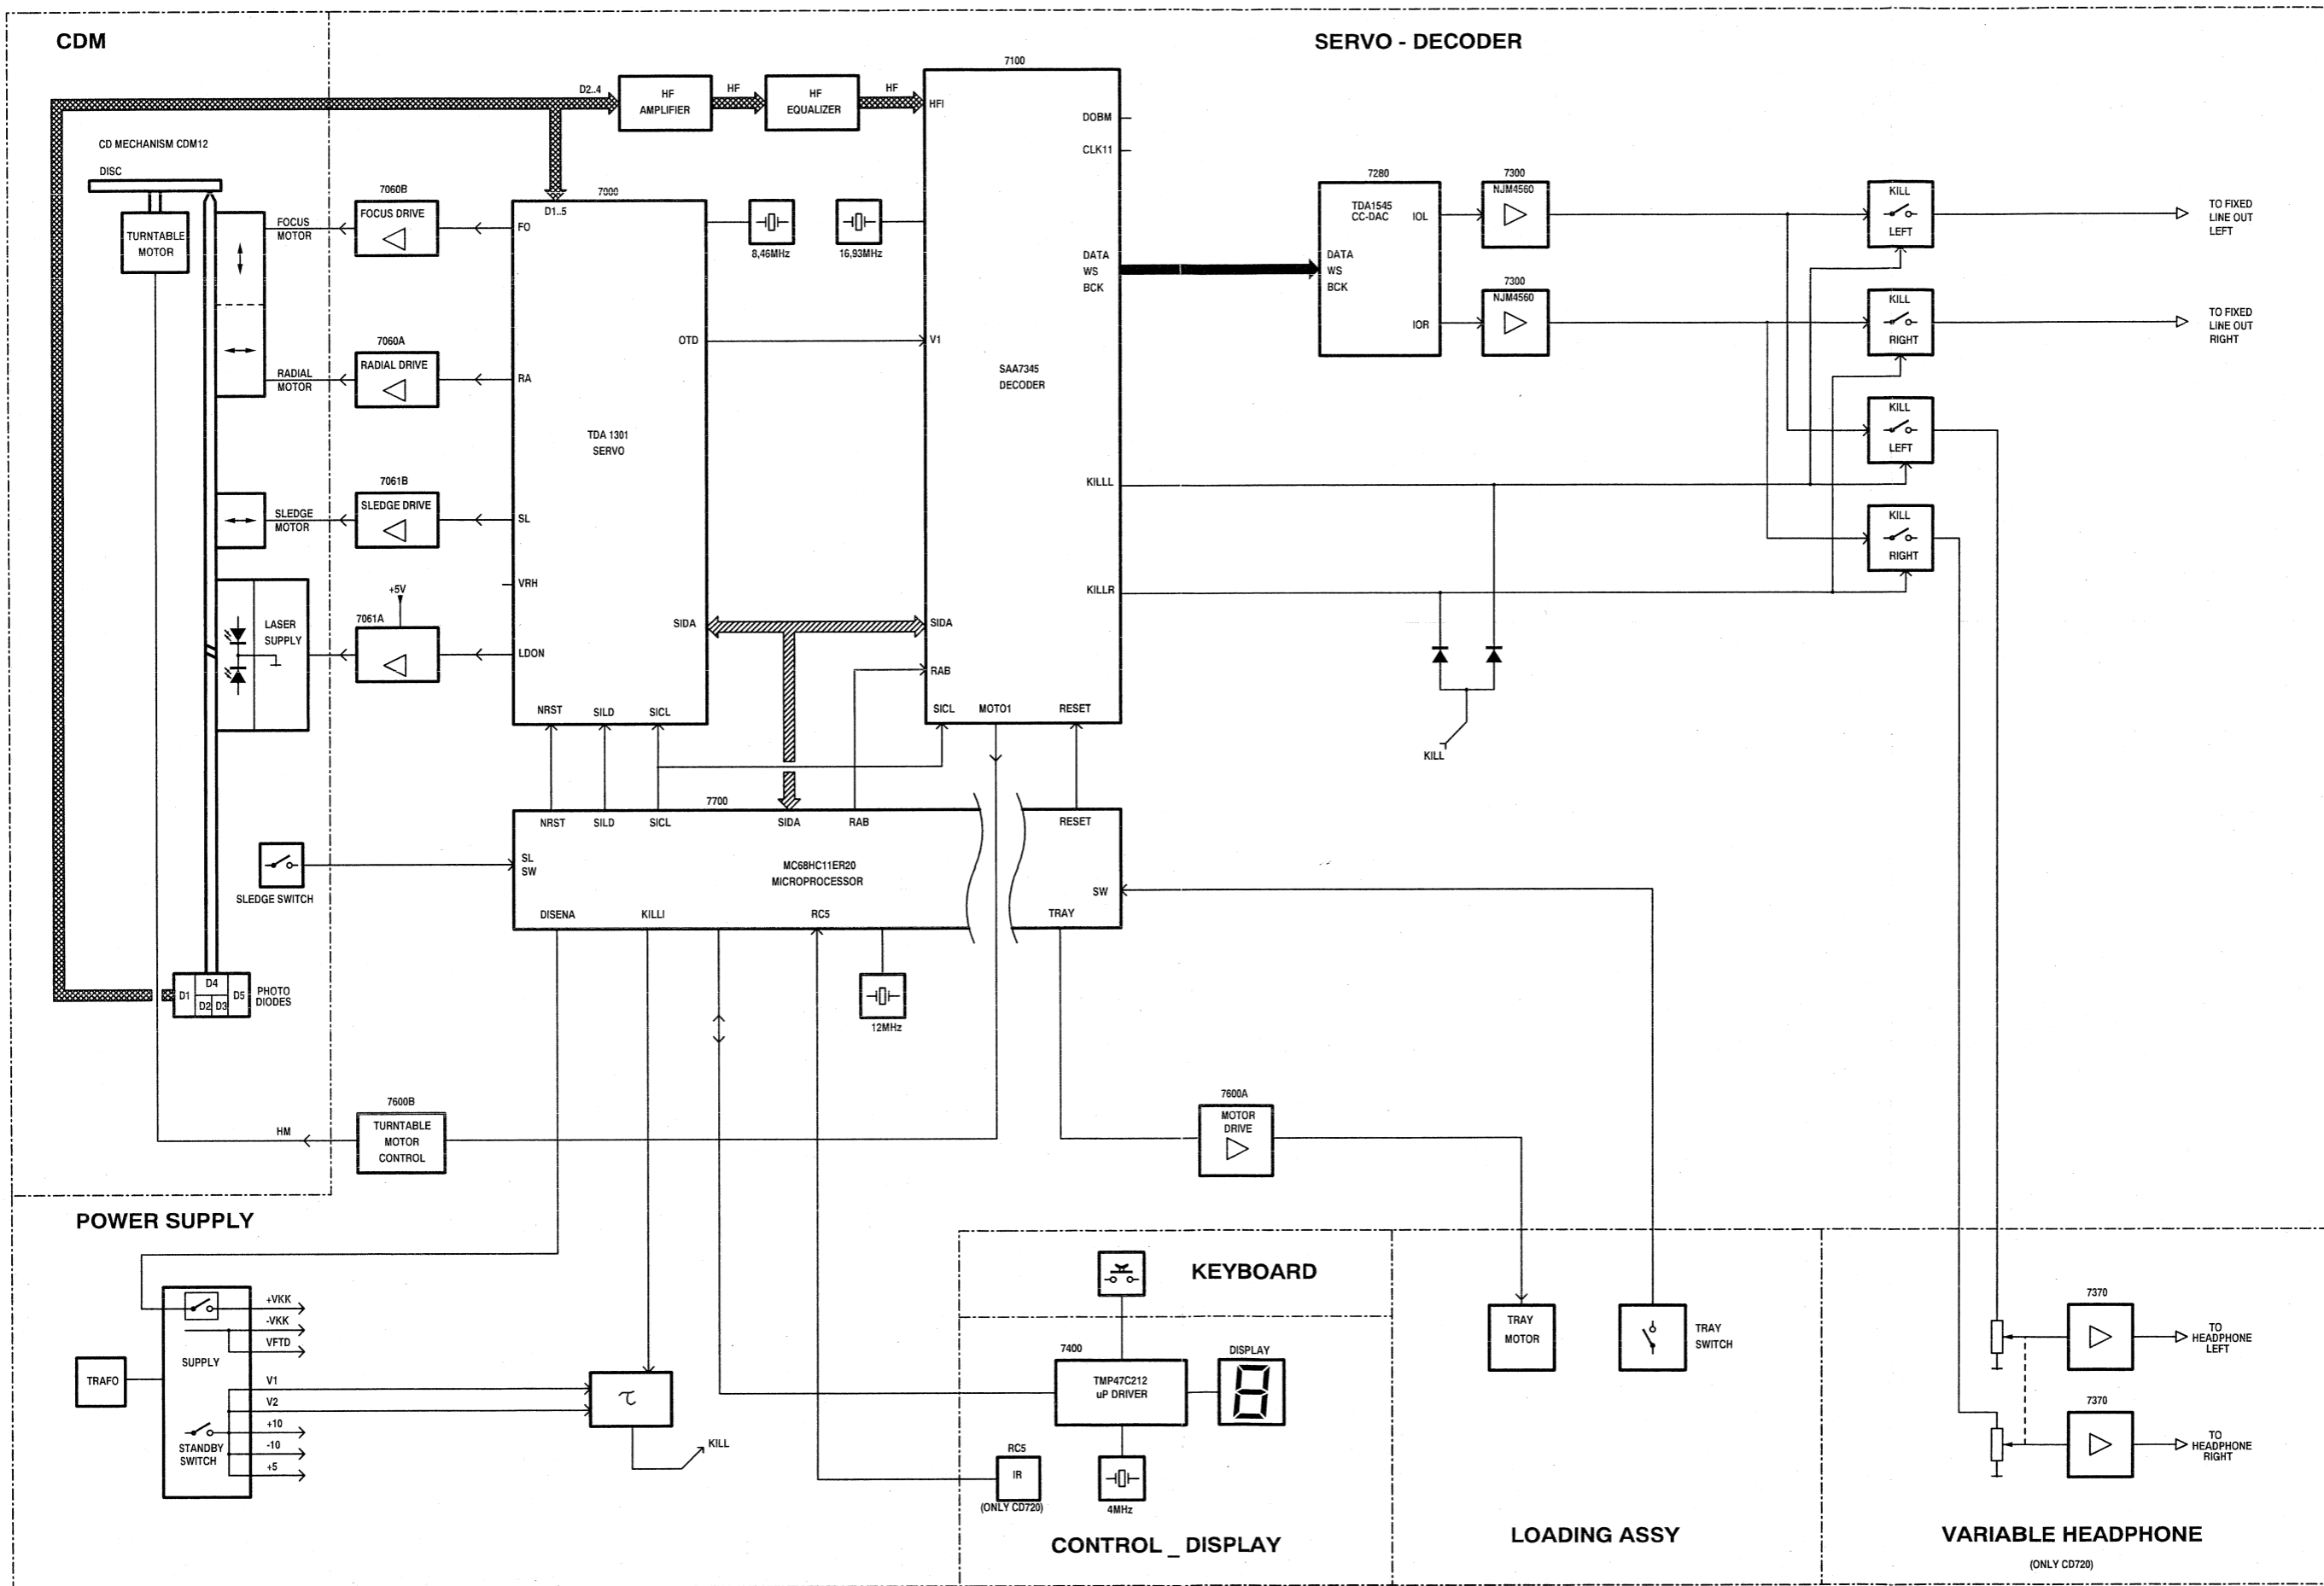 CDM
SERVO - DECODER
7100
D2..4
HF
AMPLIFIER
HF
HF
EQUALIZER
HF
HFI
DOBM
CLK11
CD MECHANISM CDM12
DISC
TURNTABLE
MOTOR
FOCUS
MOTOR
7060B
FOCUS DRIVE
7000
D1..5
FO
8,46MHz
16,93MHz
DATA
WS
BCK
7280
TDA1545
CC-DAC
IOL
DATA
WS
BCK
IOR
7300
NJM4560
7300
NJM4560
KILL
LEFT
TO FIXED
LINE OUT
LEFT
KILL
RIGHT
TO FIXED
LINE OUT
RIGHT
RADIAL
MOTOR
7060A
RADIAL DRIVE
RA
OTD
V1
SAA7345
DECODER
TDA 1301
SERVO
KILL
LEFT
KILL
RIGHT
SLEDGE
MOTOR
7061B
SLEDGE DRIVE
SL
KILLL
VRH
KILLR
+5V
LASER
SUPPLY
7061A
LDON
SIDA
SIDA
RAB
NRST
SILD
SICL
SICL
MOTO1
RESET
KILL
7700
NRST
SILD
SICL
SIDA
RAB
RESET
SL
SW
MC68HC11ER20
MICROPROCESSOR
SW
SLEDGE SWITCH
DISENA
KILLI
RC5
TRAY
D1
D4
D2
D3
D5
PHOTO
DIODES
12MHz
HM
7600B
TURNTABLE
MOTOR
CONTROL
7600A
MOTOR
DRIVE
POWER SUPPLY
KEYBOARD
+VKK
-VKK
VFTD
SUPPLY
TRAFO
V1
V2
+10
-10
+5
STANDBY
SWITCH
τ
KILL
7400
TMP47C212
uP DRIVER
DISPLAY
8
RC5
IR
(ONLY CD720)
4MHz
CONTROL _ DISPLAY
TRAY
MOTOR
TRAY
SWITCH
LOADING ASSY
7370
TO
HEADPHONE
LEFT
7370
TO
HEADPHONE
RIGHT
VARIABLE HEADPHONE
(ONLY CD720)